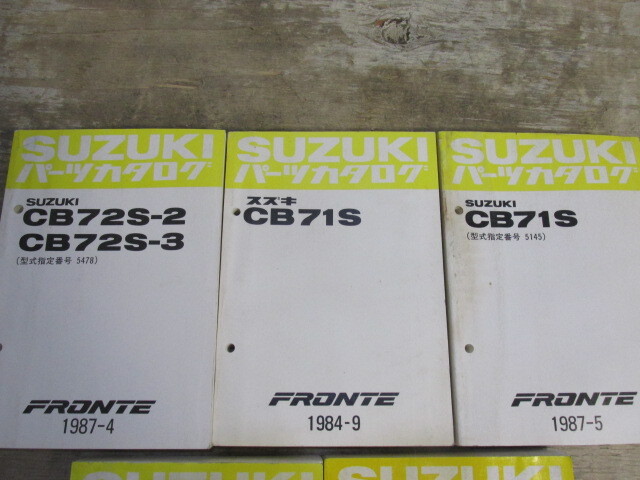 SUZUKI
パーツカタログ
SUZUKI
CB72S-2
CB72S-3
(型式指定番号 5478)
FRONTE
1987-4
SUZUKI
パーツカタログ
スズキ
CB71S
FRONTE
1984-9
SUZUKI
パーツカタログ
SUZUKI
CB71S
(型式指定番号 5145)
FRONTE
1987-5
SUZUKI
SUZUKI